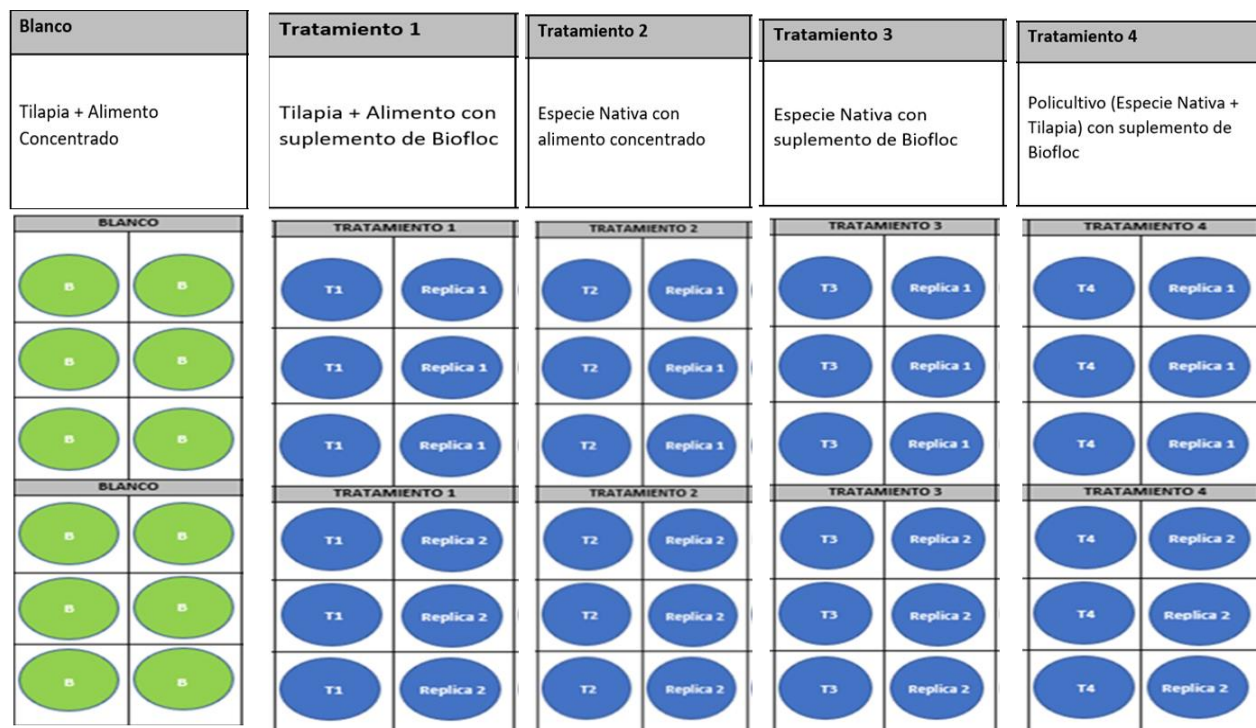 Blanco
Tilapia + Alimento
Concentrado
Tratamiento 1
Tilapia + Alimento con
suplemento de Biofloc
Tratamiento 2
Especie Nativa con
alimento concentrado
Tratamiento 3
Especie Nativa con
suplemento de Biofloc
Tratamiento 4
Policultivo (Especie Nativa +
Tilapia) con suplemento de
Biofloc
BLANCO
B B
B B
B B
BLANCO
B B
B B
B B
TRATAMIENTO 1
T1 Replica 1
T1 Replica 1
T1 Replica 1
TRATAMIENTO 1
T1 Replica 2
T1 Replica 2
T1 Replica 2
TRATAMIENTO 2
T2 Replica 1
T2 Replica 1
T2 Replica 1
TRATAMIENTO 2
T2 Replica 2
T2 Replica 2
T2 Replica 2
TRATAMIENTO 3
T3 Replica 1
T3 Replica 1
T3 Replica 1
TRATAMIENTO 3
T3 Replica 2
T3 Replica 2
T3 Replica 2
TRATAMIENTO 4
T4 Replica 1
T4 Replica 1
T4 Replica 1
TRATAMIENTO 4
T4 Replica 2
T4 Replica 2
T4 Replica 2